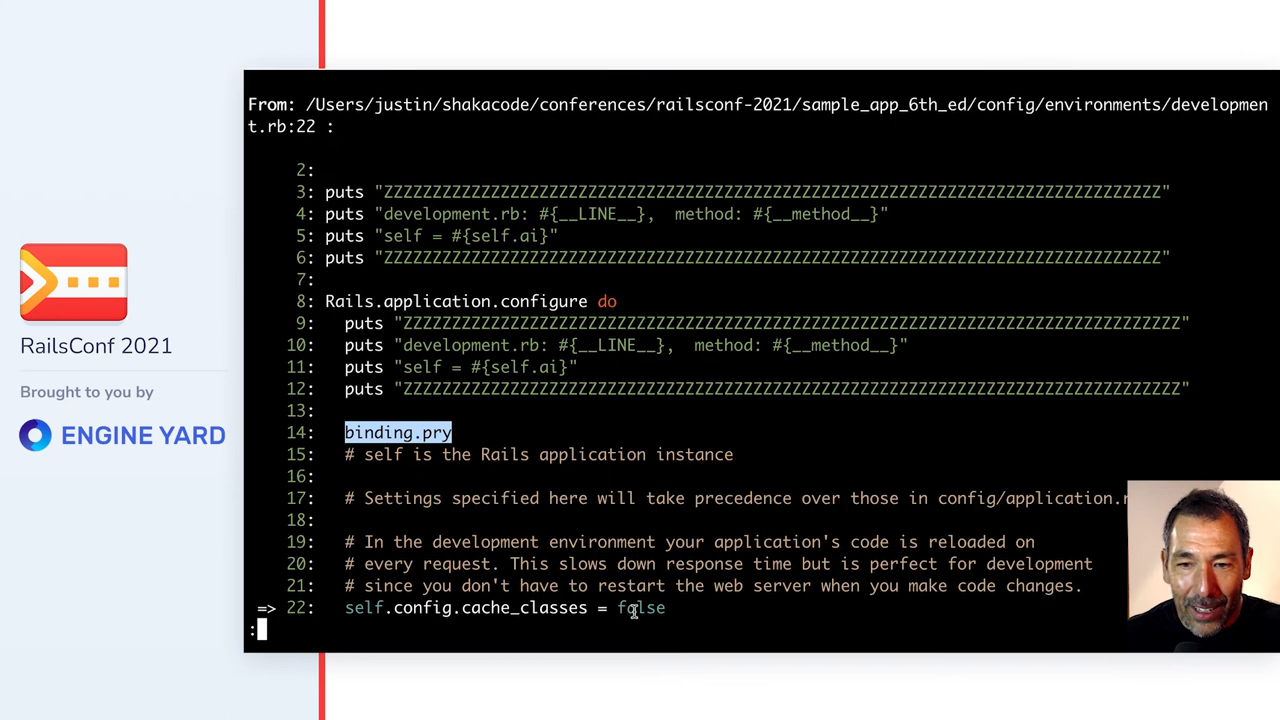 From: /Users/justin/shakacode/conferences/railsconf-2021/sample_app_6th_ed/config/environments/developmen
t.rb:22 :
2:
3: puts "ZZZZZZZZZZZZZZZZZZZZZZZZZZZZZZZZZZZZZZZZZZZZZZZZZZZZZZZZZZZZZZZZZZZZZZZZZZZZZZZZ"
4: puts "development.rb: #{__LINE__},  method: #{__method__}"
5: puts "self = #{self.ai}"
6: puts "ZZZZZZZZZZZZZZZZZZZZZZZZZZZZZZZZZZZZZZZZZZZZZZZZZZZZZZZZZZZZZZZZZZZZZZZZZZZZZZZZ"
7:
8: Rails.application.configure do
9:   puts "ZZZZZZZZZZZZZZZZZZZZZZZZZZZZZZZZZZZZZZZZZZZZZZZZZZZZZZZZZZZZZZZZZZZZZZZZZZZZZZZZ"
10:   puts "development.rb: #{__LINE__},  method: #{__method__}"
11:   puts "self = #{self.ai}"
12:   puts "ZZZZZZZZZZZZZZZZZZZZZZZZZZZZZZZZZZZZZZZZZZZZZZZZZZZZZZZZZZZZZZZZZZZZZZZZZZZZZZZZ"
13:
14:   binding.pry
15:   # self is the Rails application instance
16:
17:   # Settings specified here will take precedence over those in config/application.r
18:
19:   # In the development environment your application's code is reloaded on
20:   # every request. This slows down response time but is perfect for development
21:   # since you don't have to restart the web server when you make code changes.
=> 22:   self.config.cache_classes = false
:
RailsConf 2021
Brought to you by
ENGINE YARD